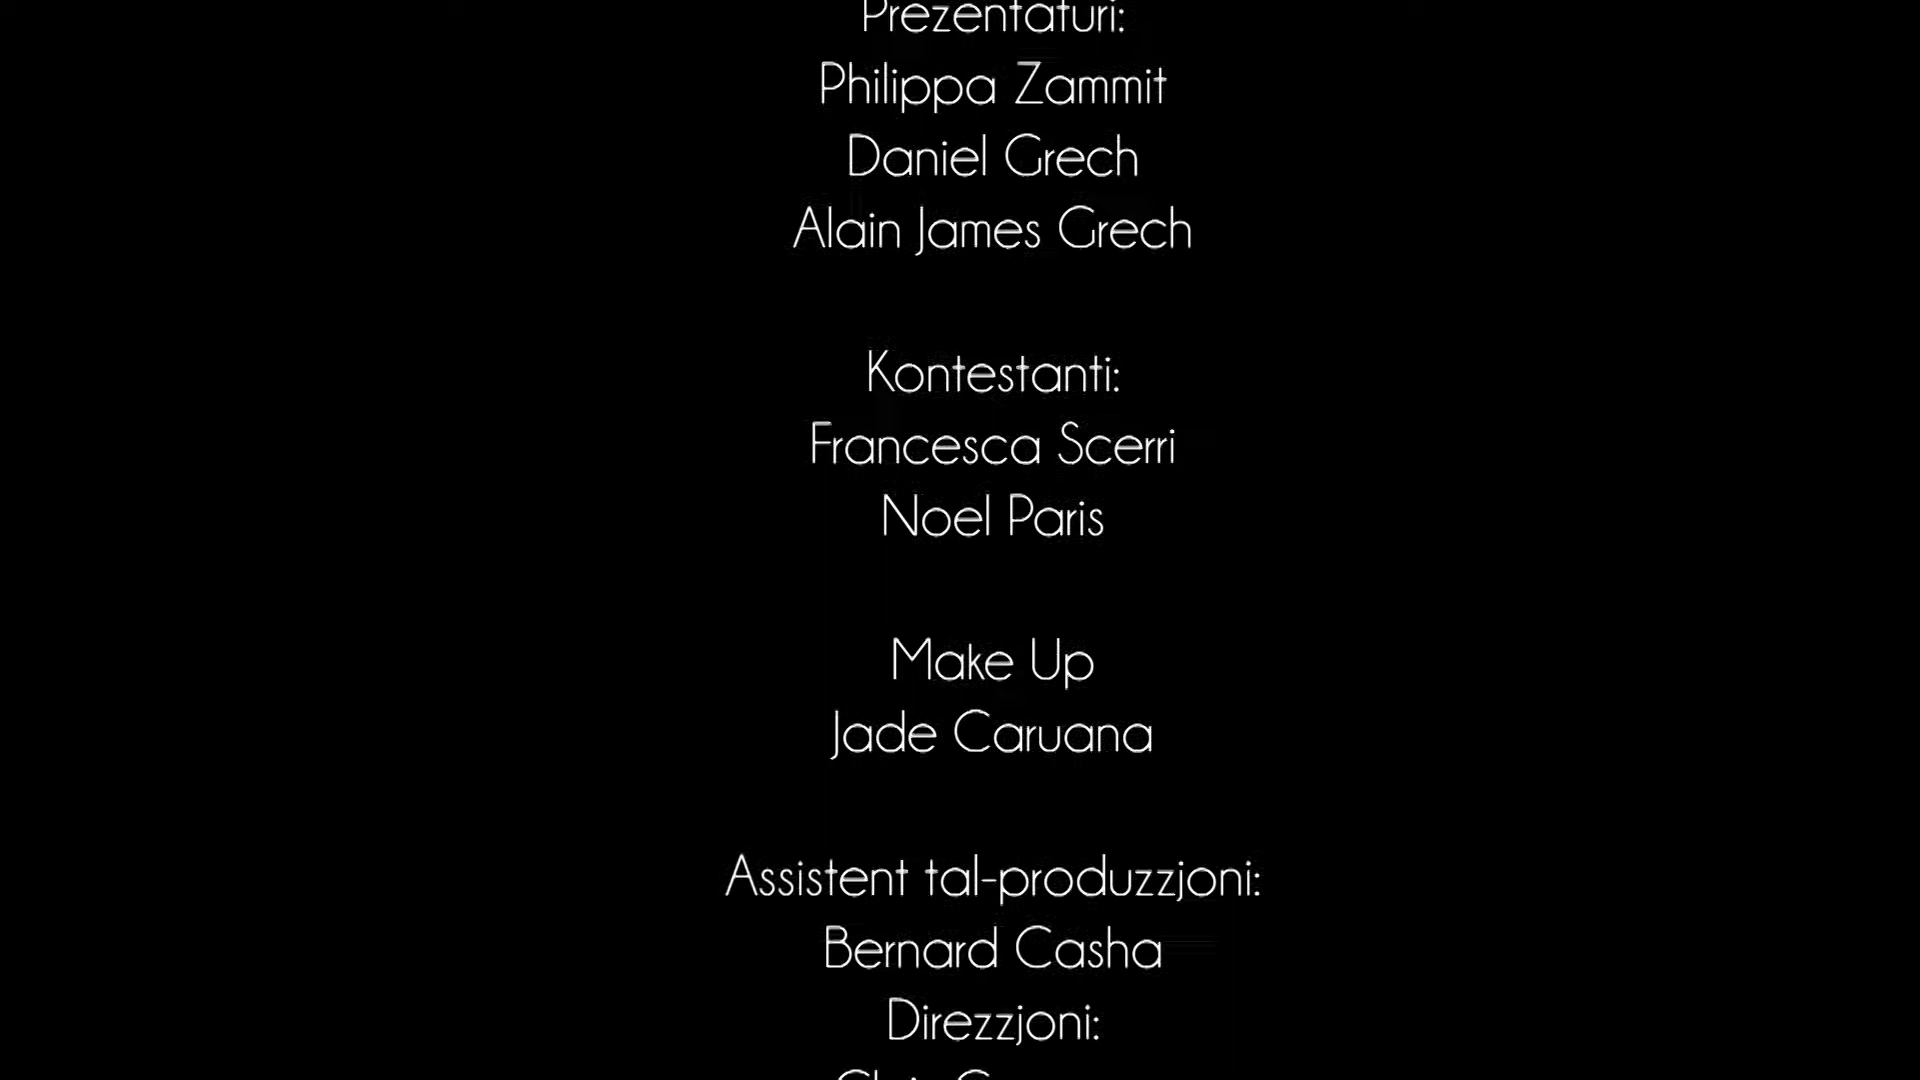 Prezentaturi:
Philippa Zammit
Daniel Grech
Alain James Grech
Kontestanti:
Francesca Scerri
Noel Paris
Make Up
Jade Caruana
Assistent tal-produzzjoni:
Bernard Casha
Direzzjoni: